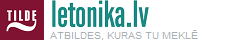 TILDE
letonika.lv
ATBILDES, KURAS TU MEKLĒ